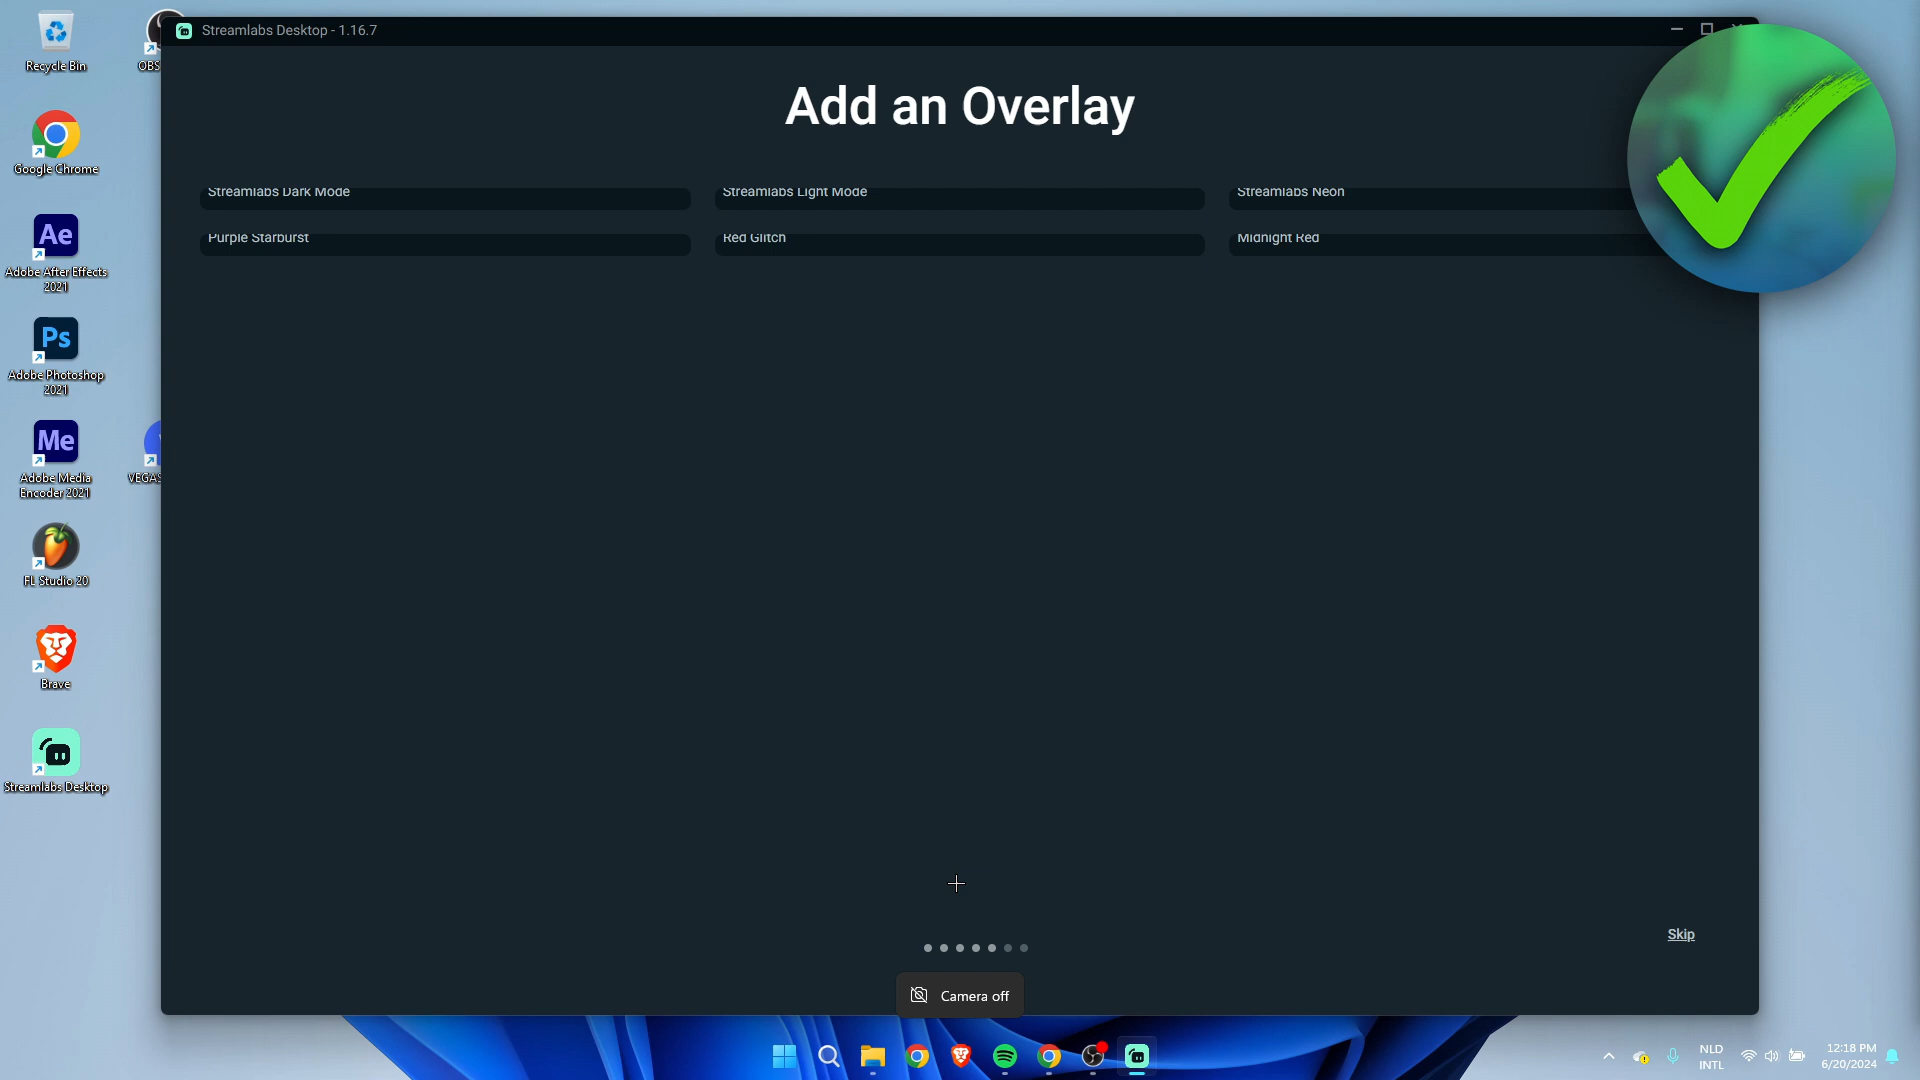 Streamlabs Desktop - 1.16.7
Add an Overlay
Streamlabs Dark Mode
Streamlabs Light Mode
Streamlabs Neon
Purple Starburst
Red Glitch
Midnight Red
Skip
Camera off
Recycle Bin
OBS
Google Chrome
Ae
Adobe After Effects
2021
Ps
Adobe Photoshop
2021
Me
Adobe Media
Encoder 2021
VEGAS
FL Studio 20
Brave
Streamlabs Desktop
NLD
INTL
12:18 PM
6/20/2024